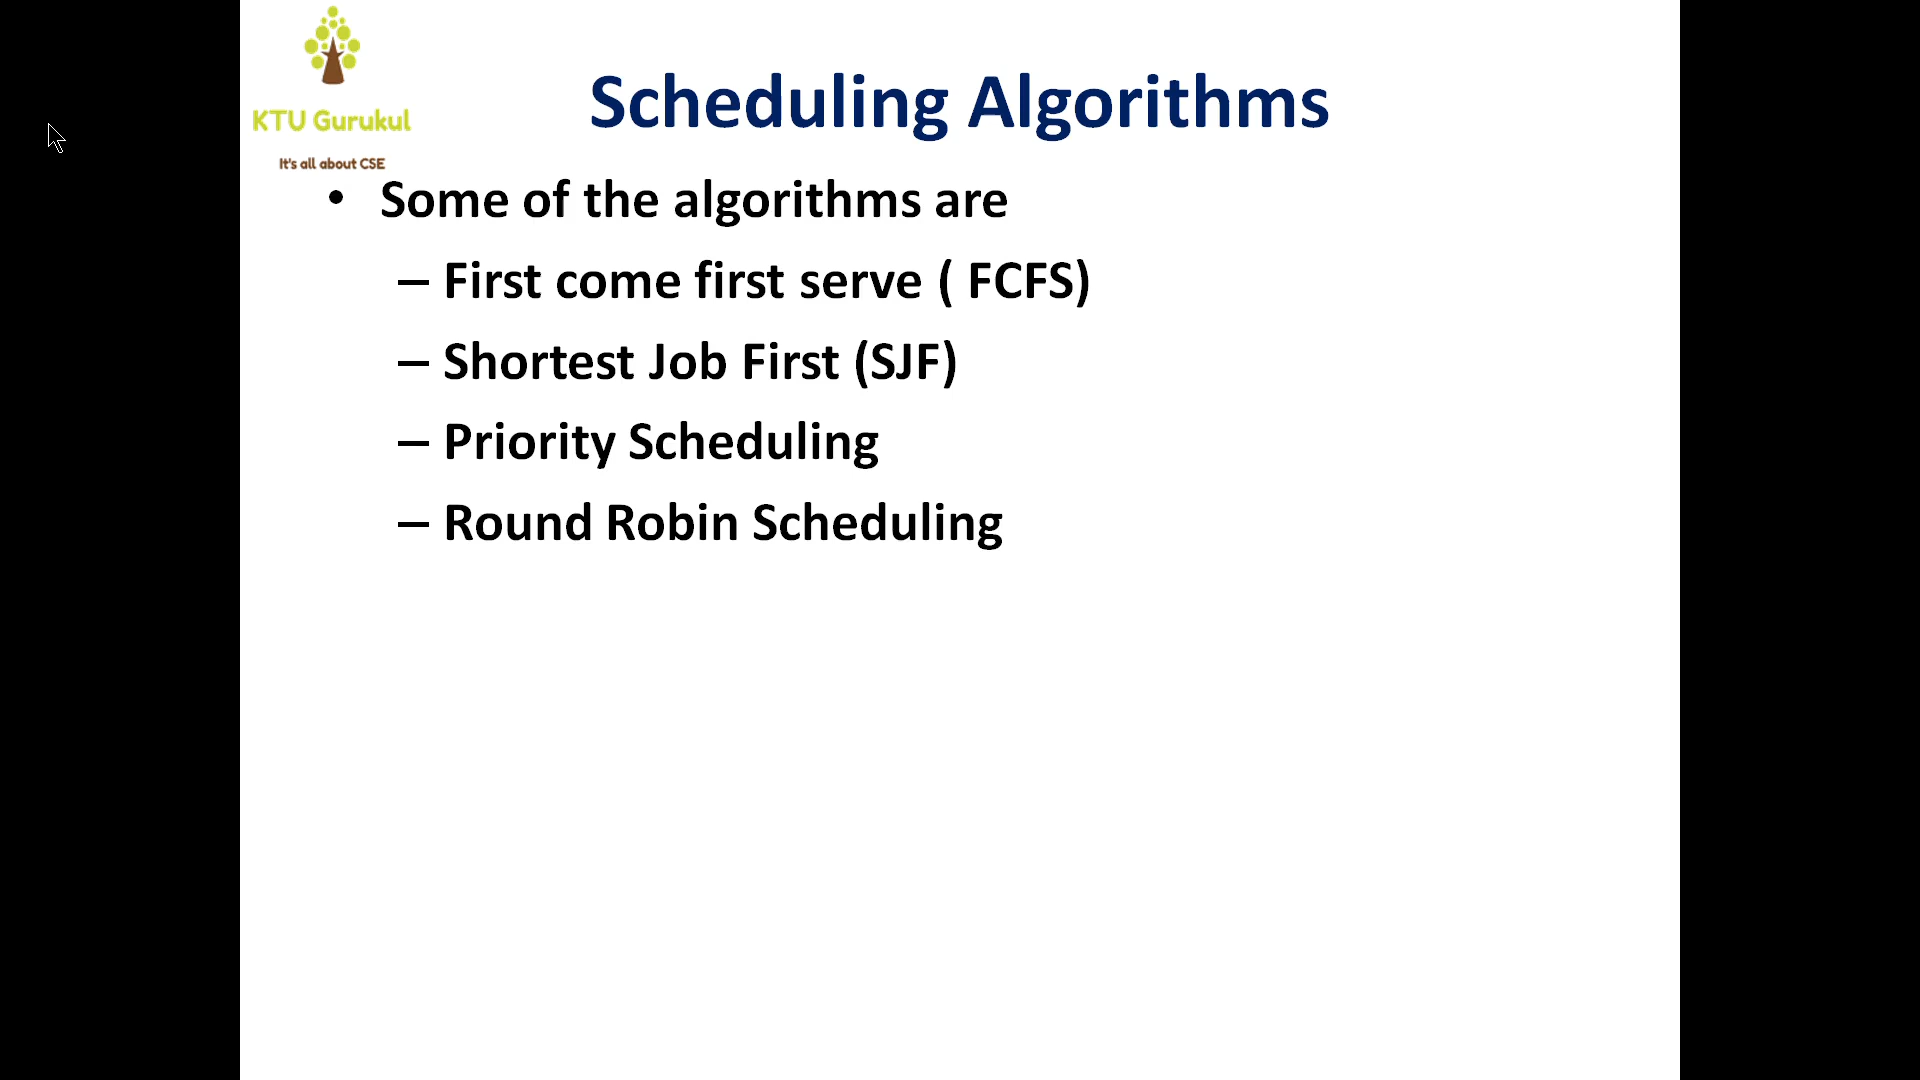 KTU Gurukul
It's all about CSE
Scheduling Algorithms
• Some of the algorithms are
– First come first serve ( FCFS)
– Shortest Job First (SJF)
– Priority Scheduling
– Round Robin Scheduling